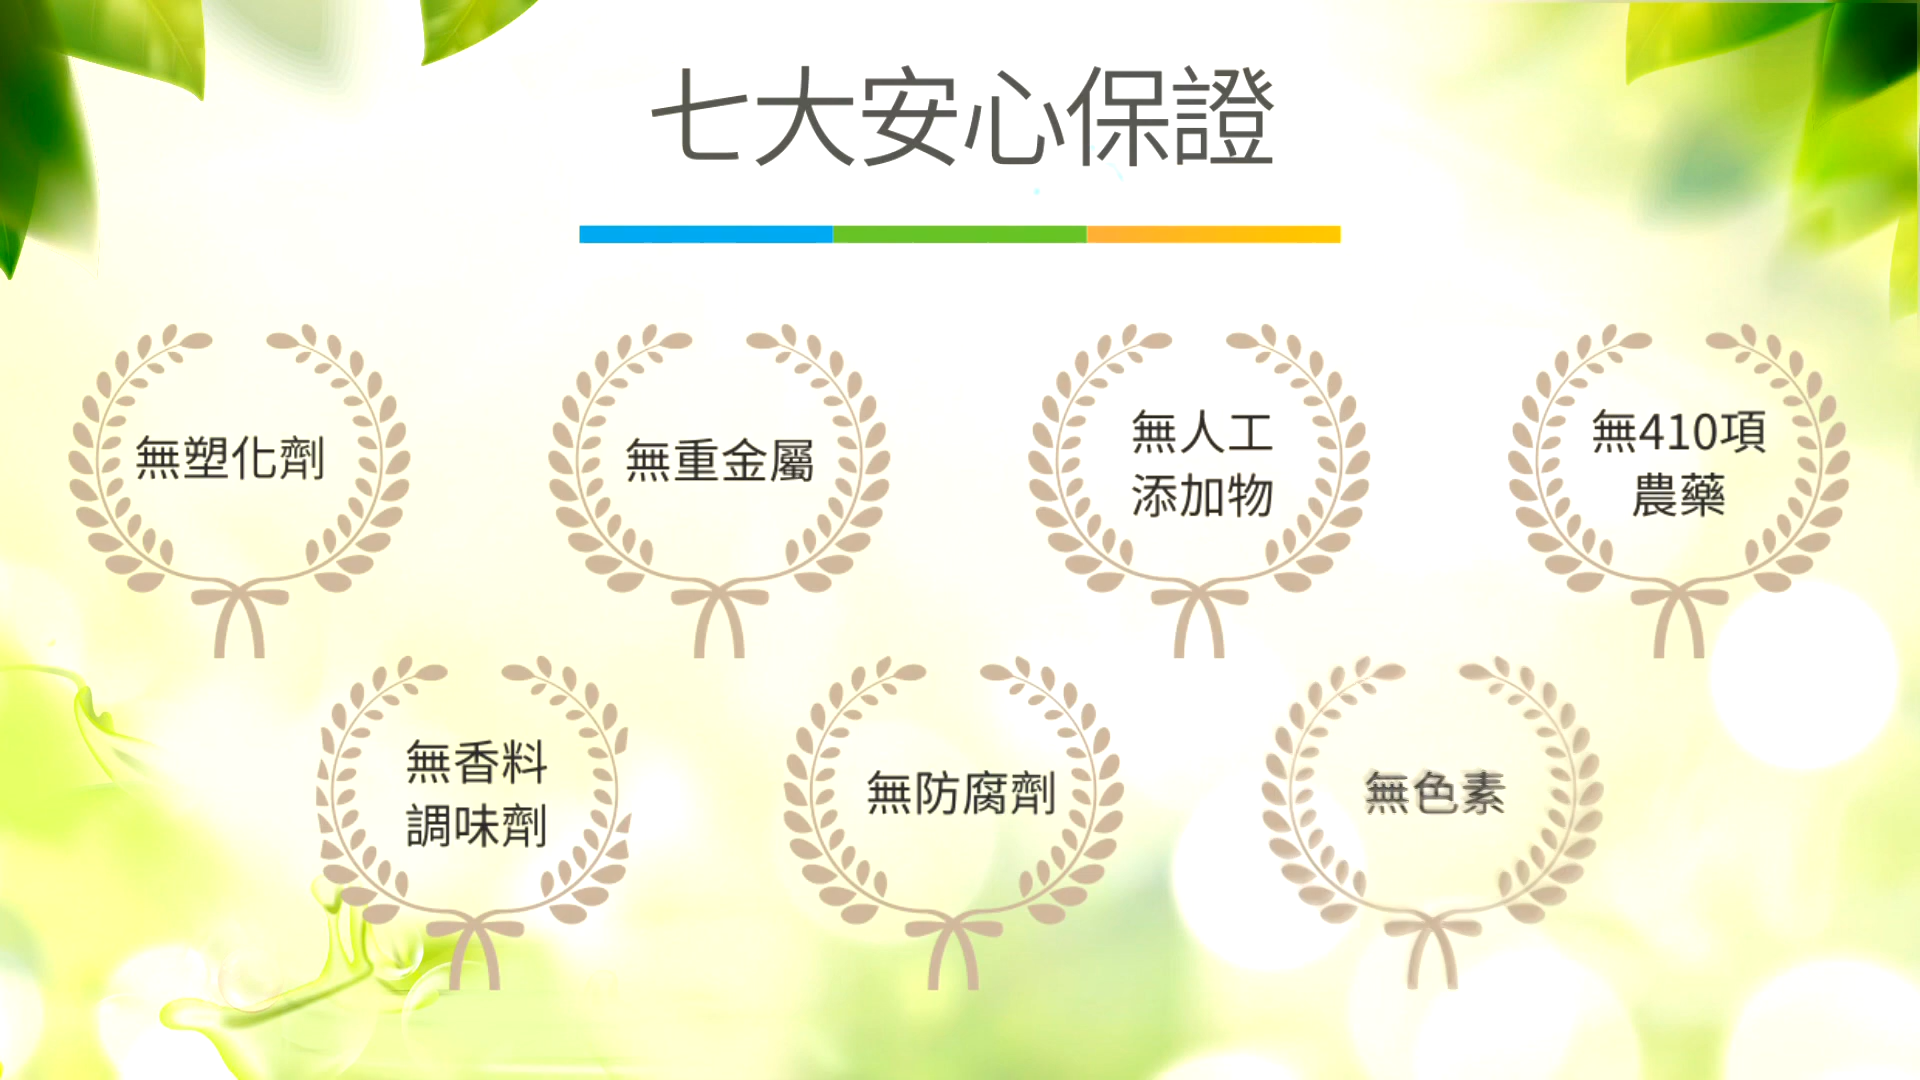 七大安心保證
無塑化劑
無重金屬
無人工
添加物
無410項
農藥
無香料
調味劑
無防腐劑
無色素